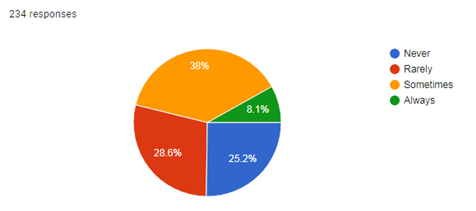 234 responses
38%
8.1%
28.6%
25.2%
Never
Rarely
Sometimes
Always